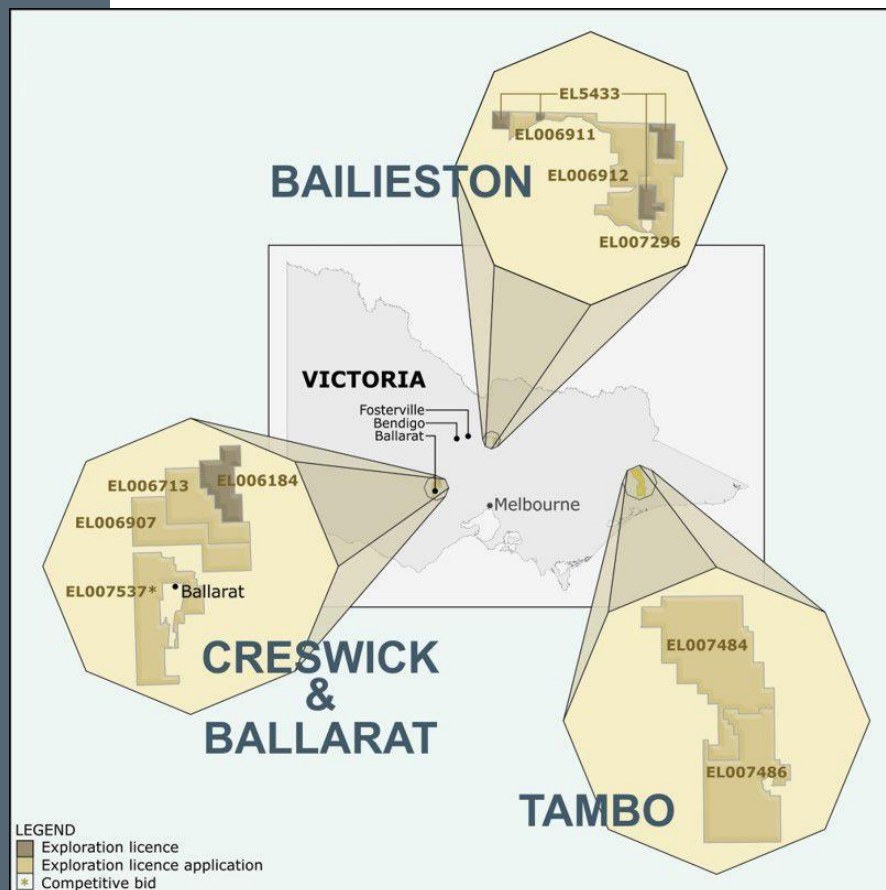 EL5433
EL006911
BAILIESTON
EL006912
EL007296
VICTORIA
Fosterville
Bendigo
Ballarat
Melbourne
EL006713
EL006184
EL006907
EL007537*
Ballarat
CRESWICK
&
BALLARAT
EL007484
EL007486
TAMBO
LEGEND
Exploration licence
Exploration licence application
* Competitive bid